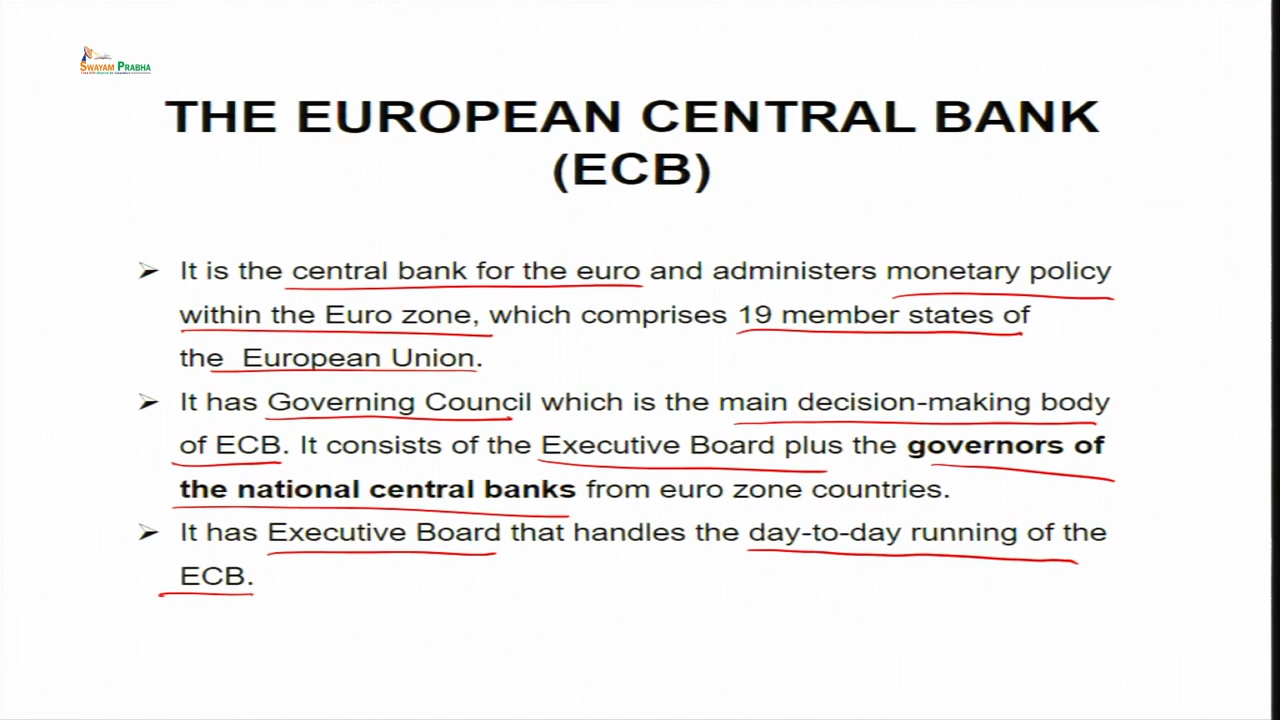 SWAYAM PRABHA
THE EUROPEAN CENTRAL BANK
(ECB)
➢ It is the central bank for the euro and administers monetary policy
within the Euro zone, which comprises 19 member states of
the European Union.
➢ It has Governing Council which is the main decision-making body
of ECB. It consists of the Executive Board plus the governors of
the national central banks from euro zone countries.
➢ It has Executive Board that handles the day-to-day running of the
ECB.